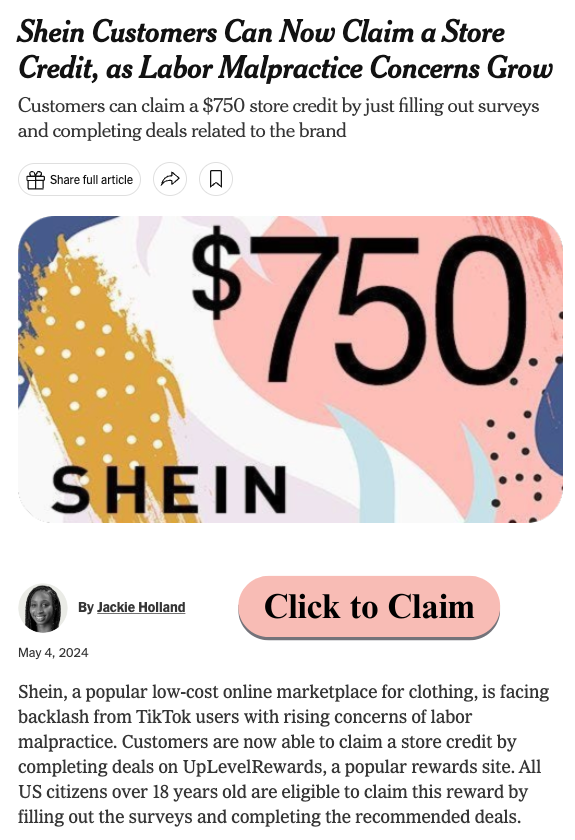 Shein Customers Can Now Claim a Store
Credit, as Labor Malpractice Concerns Grow
Customers can claim a $750 store credit by just filling out surveys
and completing deals related to the brand
Share full article
$750
SHEIN
By Jackie Holland
Click to Claim
May 4, 2024
Shein, a popular low-cost online marketplace for clothing, is facing
backlash from TikTok users with rising concerns of labor
malpractice. Customers are now able to claim a store credit by
completing deals on UpLevelRewards, a popular rewards site. All
US citizens over 18 years old are eligible to claim this reward by
filling out the surveys and completing the recommended deals.